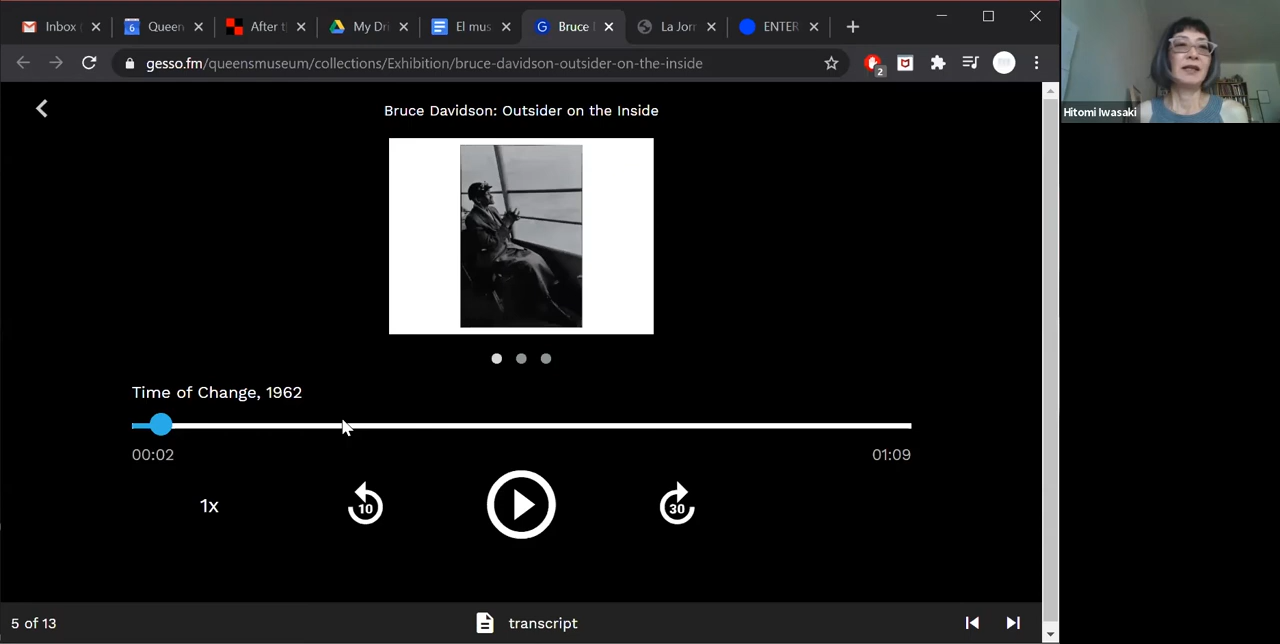 Inbox
Queen
After t
My Dri
El mus
Bruce
La Jorn
ENTER
gesso.fm/queensmuseum/collections/Exhibition/bruce-davidson-outsider-on-the-inside
2
Hitomi Iwasaki
Bruce Davidson: Outsider on the Inside
Time of Change, 1962
00:02
01:09
1x
10
30
5 of 13
transcript